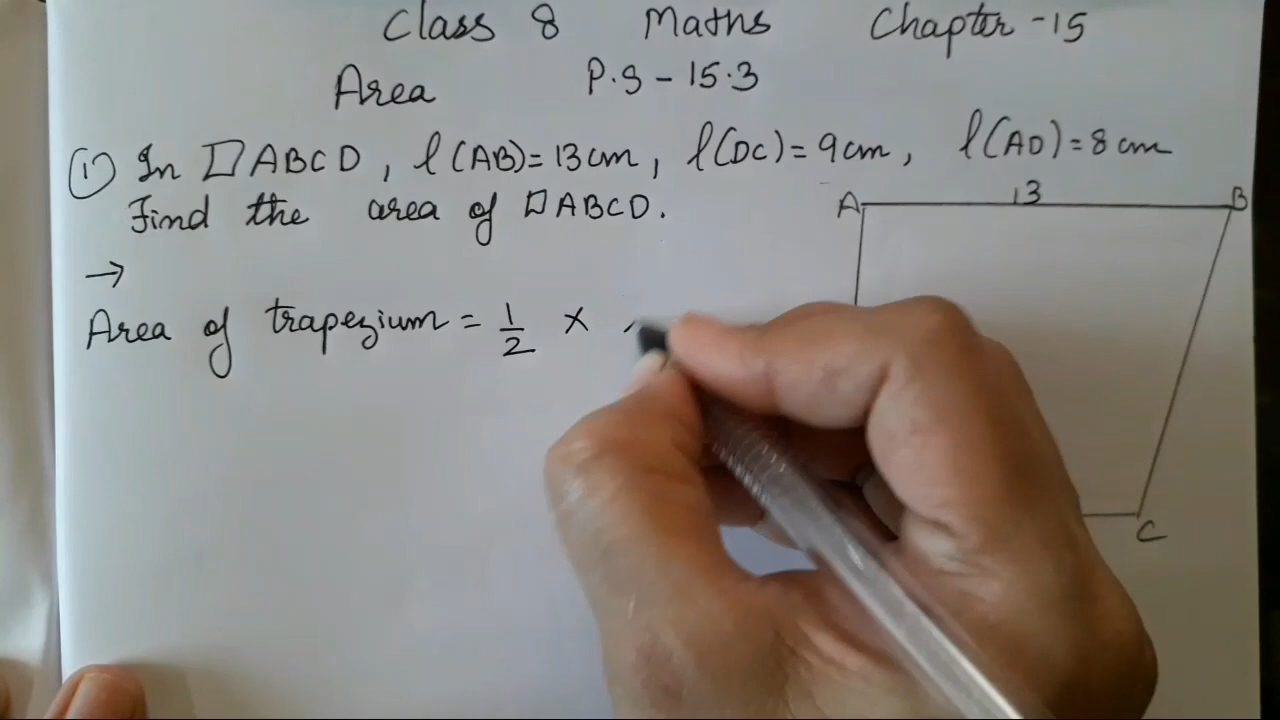 Class 8 Maths Chapter - 15
Area P.S - 15.3
① In □ABCD, l(AB)=13cm, l(DC)=9cm, l(AD)=8cm
Find the area of □ABCD.
→
Area of trapezium = 1/2 ×
A 13 B
C